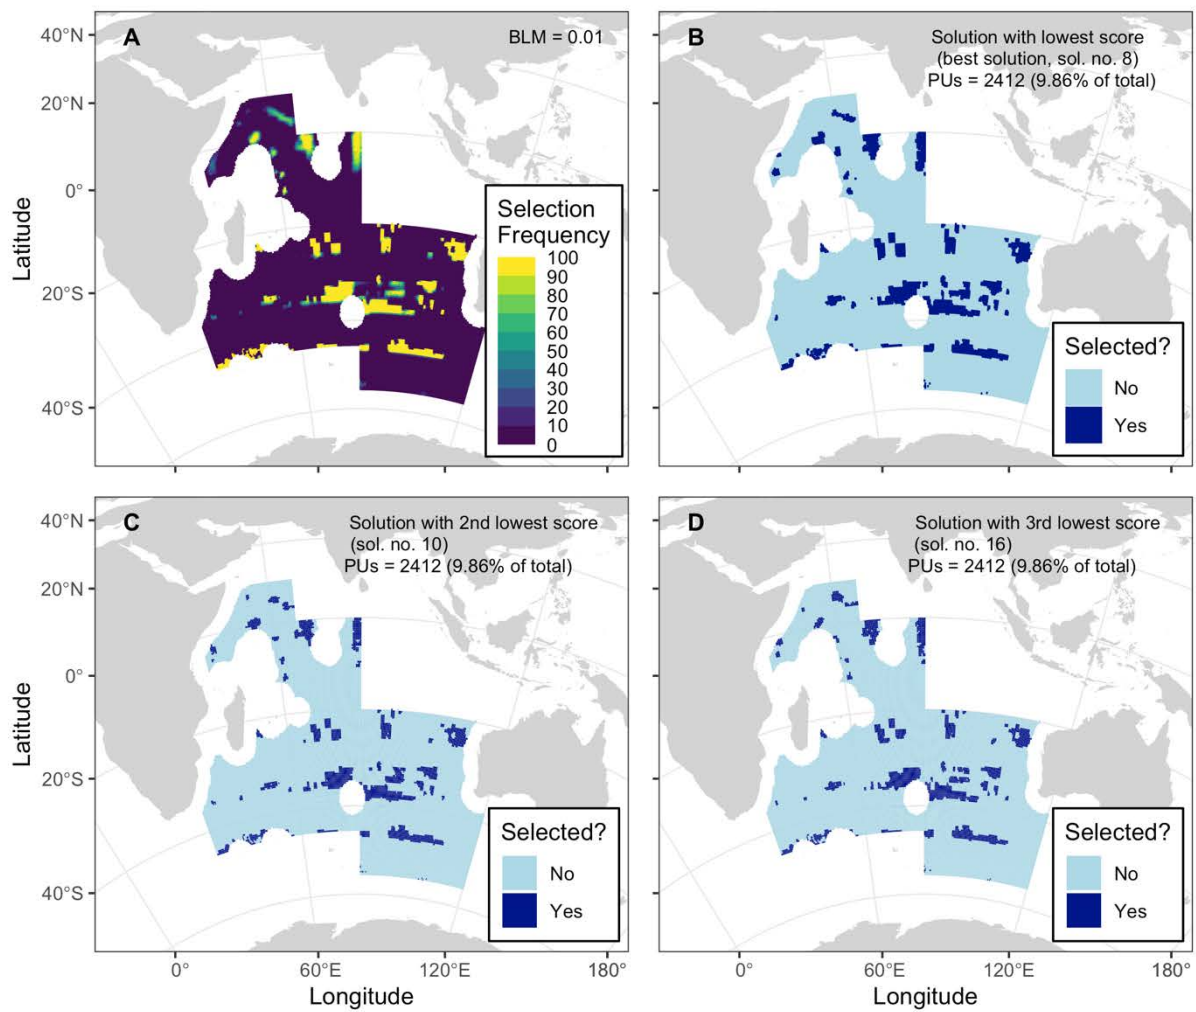 A
BLM = 0.01
40°N
20°N
0°
20°S
40°S
Latitude
Selection
Frequency
100
90
80
70
60
50
40
30
20
10
0
B
Solution with lowest score
(best solution, sol. no. 8)
PUs = 2412 (9.86% of total)
Selected?
No
Yes
C
Solution with 2nd lowest score
(sol. no. 10)
PUs = 2412 (9.86% of total)
40°N
20°N
0°
20°S
40°S
Latitude
Selected?
No
Yes
0°
60°E
120°E
180°
Longitude
D
Solution with 3rd lowest score
(sol. no. 16)
PUs = 2412 (9.86% of total)
Selected?
No
Yes
0°
60°E
120°E
180°
Longitude